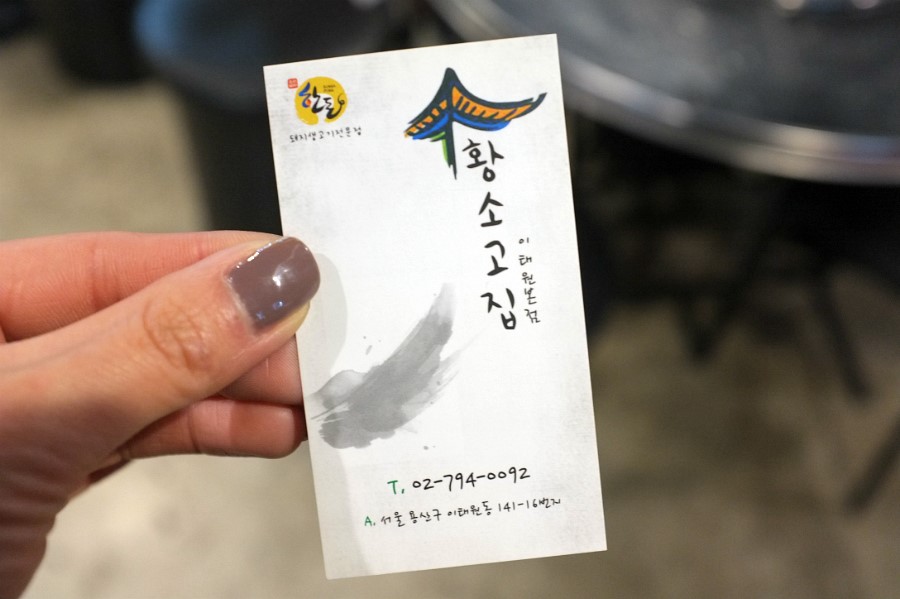 한돈
돼지생고기전문점
황소고집
이태원본점
T. 02-794-0092
A. 서울 용산구 이태원동 141-16번지